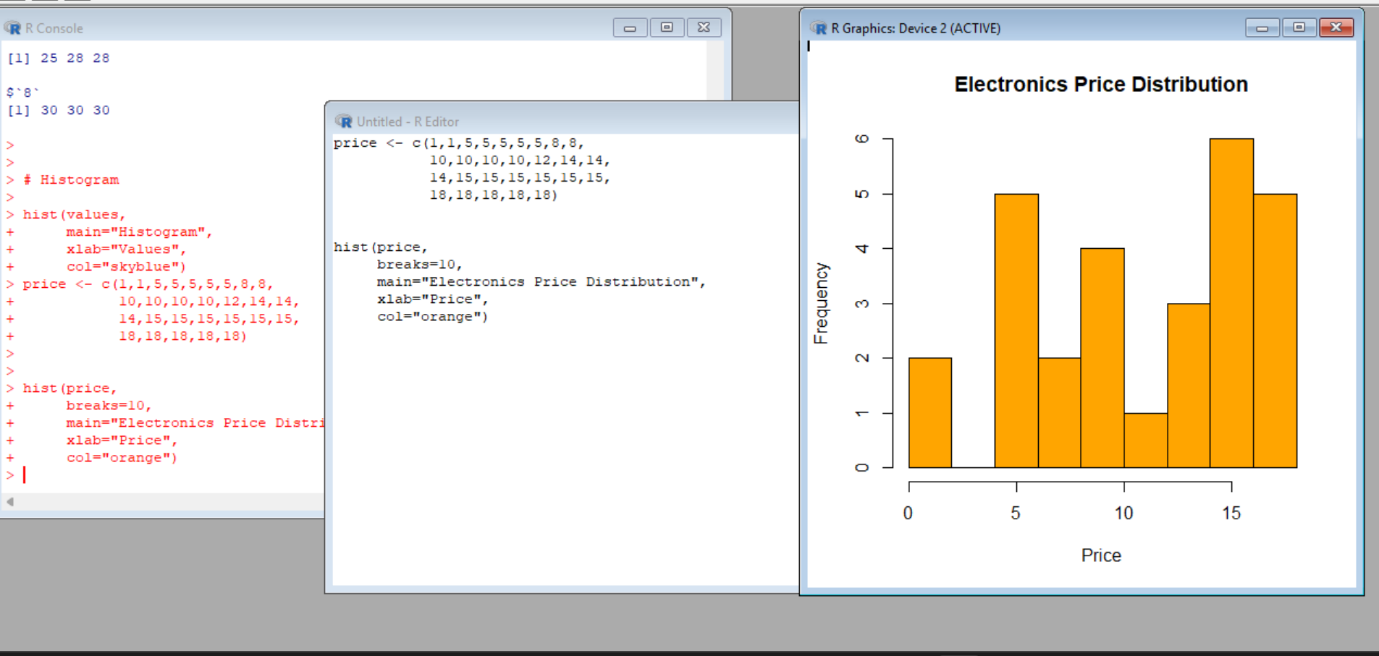 R Console
[1] 25 28 28
$`8`
[1] 30 30 30
>
>
> # Histogram
>
> hist(values,
+      main="Histogram",
+      xlab="Values",
+      col="skyblue")
> price <- c(1,1,5,5,5,5,5,8,8,
+            10,10,10,10,12,14,14,
+            14,15,15,15,15,15,15,
+            18,18,18,18,18)
>
>
> hist(price,
+      breaks=10,
+      main="Electronics Price Distri
+      xlab="Price",
+      col="orange")
>
Untitled - R Editor
price <- c(1,1,5,5,5,5,5,8,8,
           10,10,10,10,12,14,14,
           14,15,15,15,15,15,15,
           18,18,18,18,18)
hist(price,
     breaks=10,
     main="Electronics Price Distribution",
     xlab="Price",
     col="orange")
R Graphics: Device 2 (ACTIVE)
Electronics Price Distribution
Frequency
6
5
4
3
2
1
0
0 5 10 15
Price